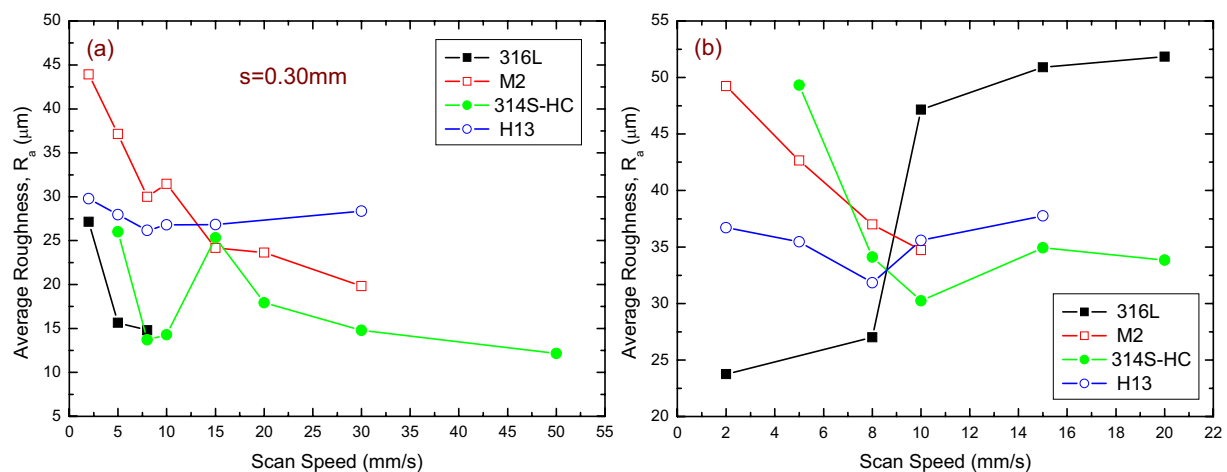 (a)
s=0.30mm
316L
M2
314S-HC
H13
50
45
40
35
30
25
20
15
10
5
0 5 10 15 20 25 30 35 40 45 50 55
Average Roughness, Ra (μm)
Scan Speed (mm/s)
(b)
316L
M2
314S-HC
H13
55
50
45
40
35
30
25
20
0 2 4 6 8 10 12 14 16 18 20 22
Average Roughness, Ra (μm)
Scan Speed (mm/s)